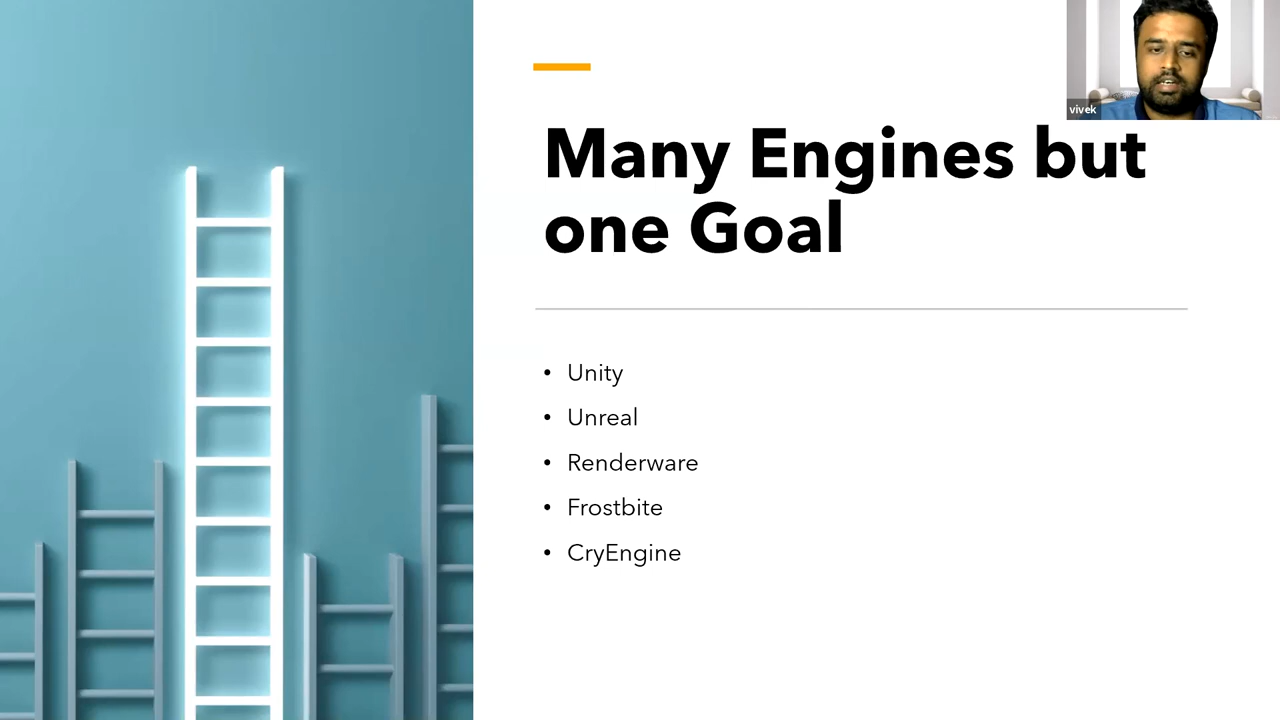 vivek
Many Engines but
one Goal
• Unity
• Unreal
• Renderware
• Frostbite
• CryEngine